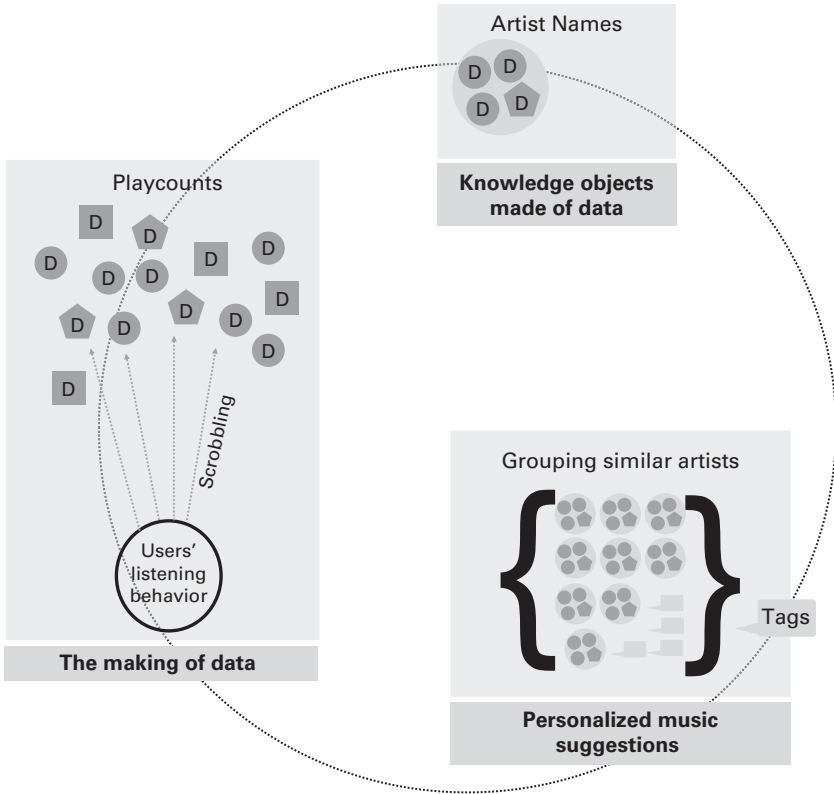 Artist Names
D D
D D
Knowledge objects
made of data
Playcounts
D D
D D D D D
D D D D D D
D
D
Scrobbling
Users’
listening
behavior
The making of data
Grouping similar artists
Tags
Personalized music
suggestions